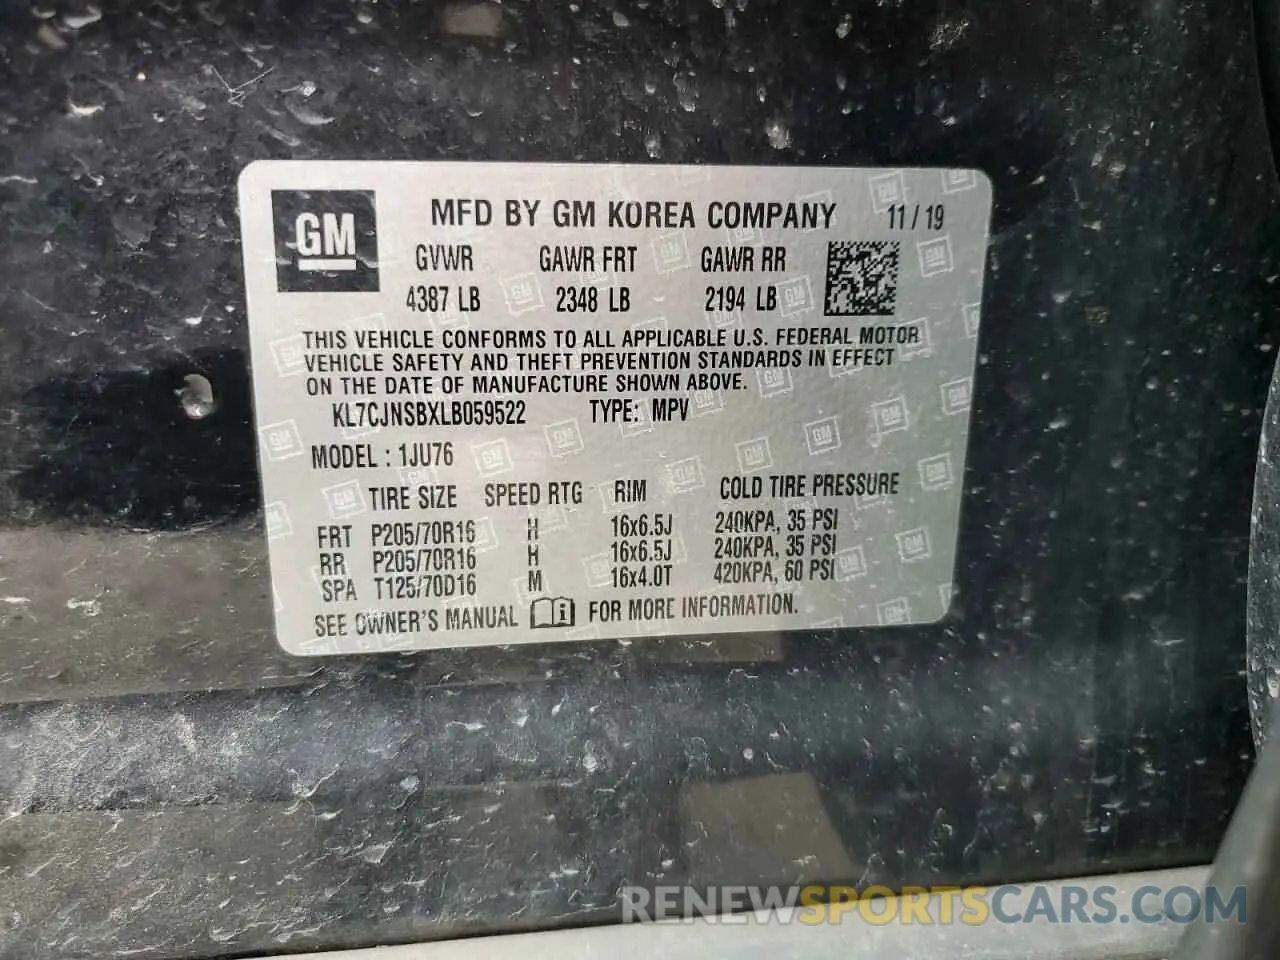 GM
MFD BY GM KOREA COMPANY 11/19
GVWR GAWR FRT GAWR RR
4387 LB 2348 LB 2194 LB
THIS VEHICLE CONFORMS TO ALL APPLICABLE U.S. FEDERAL MOTOR
VEHICLE SAFETY AND THEFT PREVENTION STANDARDS IN EFFECT
ON THE DATE OF MANUFACTURE SHOWN ABOVE.
KL7CJNSBXLB059522 TYPE: MPV
MODEL : 1JU76
TIRE SIZE SPEED RTG RIM COLD TIRE PRESSURE
FRT P205/70R16 H 16x6.5J 240KPA, 35 PSI
RR P205/70R16 H 16x6.5J 240KPA, 35 PSI
SPA T125/70D16 M 16x4.0T 420KPA, 60 PSI
SEE OWNER'S MANUAL i FOR MORE INFORMATION.
RENEWSPORTSCARS.COM